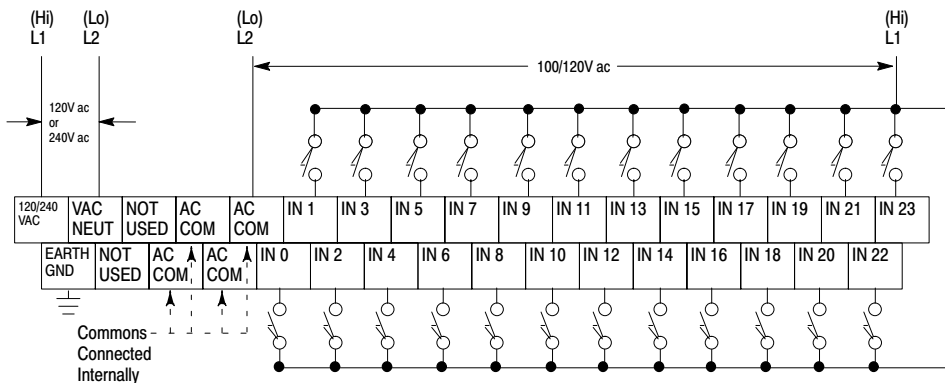 (Hi) (Lo) (Lo) (Hi)
L1 L2 L2 L1
100/120V ac
120V ac
or
240V ac
120/240 VAC NOT AC AC IN 1 IN 3 IN 5 IN 7 IN 9 IN 11 IN 13 IN 15 IN 17 IN 19 IN 21 IN 23
VAC NEUT USED COM COM
EARTH NOT AC AC IN 0 IN 2 IN 4 IN 6 IN 8 IN 10 IN 12 IN 14 IN 16 IN 18 IN 20 IN 22
GND USED COM COM
Commons
Connected
Internally